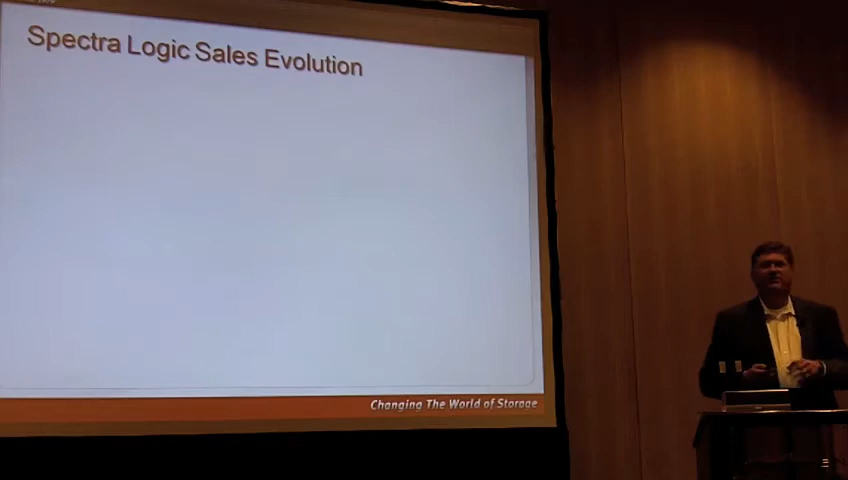 Spectra Logic Sales Evolution
Changing The World of Storage